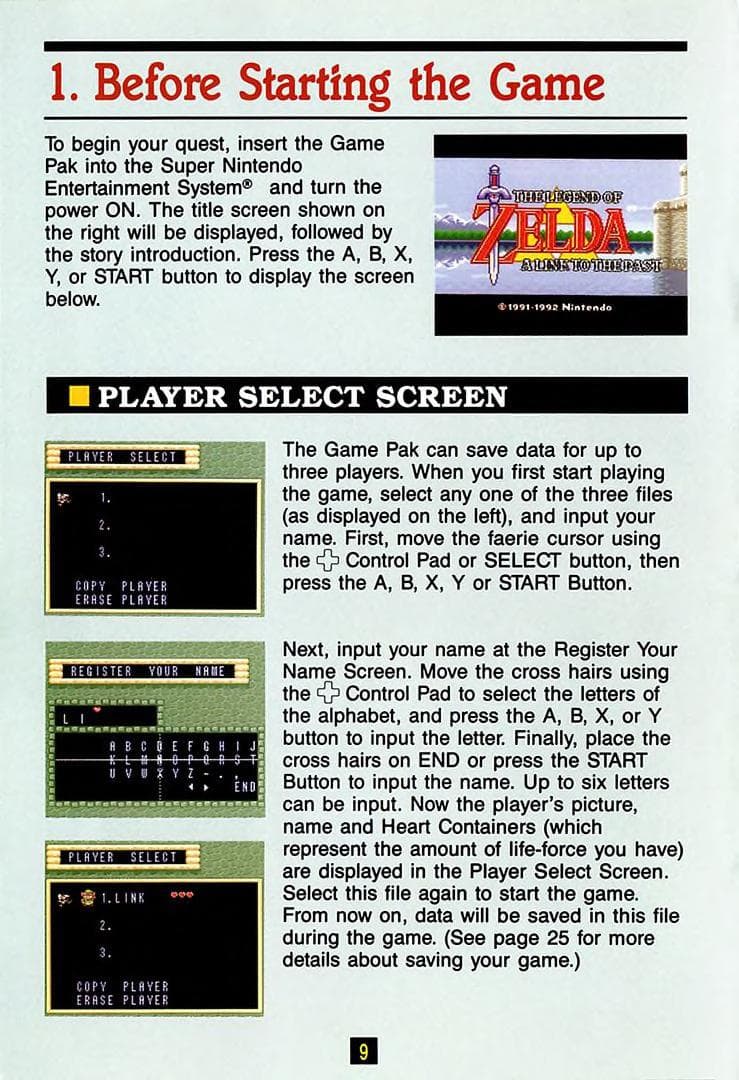 1. Before Starting the Game
To begin your quest, insert the Game
Pak into the Super Nintendo
Entertainment System® and turn the
power ON. The title screen shown on
the right will be displayed, followed by
the story introduction. Press the A, B, X,
Y, or START button to display the screen
below.
THE LEGEND OF
ZELDA
A LINK TO THE PAST
©1991-1992 Nintendo
PLAYER SELECT SCREEN
PLAYER SELECT
1.
2.
3.
COPY PLAYER
ERASE PLAYER
The Game Pak can save data for up to
three players. When you first start playing
the game, select any one of the three files
(as displayed on the left), and input your
name. First, move the faerie cursor using
the Control Pad or SELECT button, then
press the A, B, X, Y or START Button.
REGISTER YOUR NAME
L I
A B C D E F G H I J
K L M N O P Q R S T
U V W X Y Z - . ,
END
Next, input your name at the Register Your
Name Screen. Move the cross hairs using
the Control Pad to select the letters of
the alphabet, and press the A, B, X, or Y
button to input the letter. Finally, place the
cross hairs on END or press the START
Button to input the name. Up to six letters
can be input. Now the player's picture,
name and Heart Containers (which
represent the amount of life-force you have)
are displayed in the Player Select Screen.
Select this file again to start the game.
From now on, data will be saved in this file
during the game. (See page 25 for more
details about saving your game.)
PLAYER SELECT
1.LINK
2.
3.
COPY PLAYER
ERASE PLAYER
9